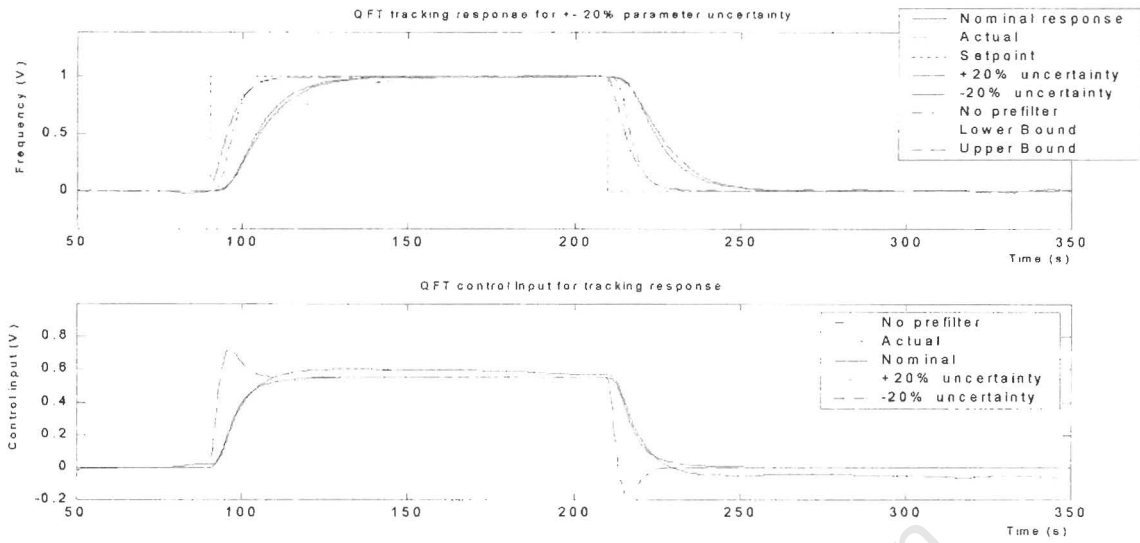 QFT tracking response for +- 20% parameter uncertainty
Frequency (V)
1
0.5
0
50 100 150 200 250 300 350
Time (s)
Nominal response
Actual
Setpoint
+20% uncertainty
-20% uncertainty
No prefilter
Lower Bound
Upper Bound
QFT control Input for tracking response
Control input (V)
0.8
0.6
0.4
0.2
0
-0.2
50 100 150 200 250 300 350
Time (s)
No prefilter
Actual
Nominal
+20% uncertainty
-20% uncertainty